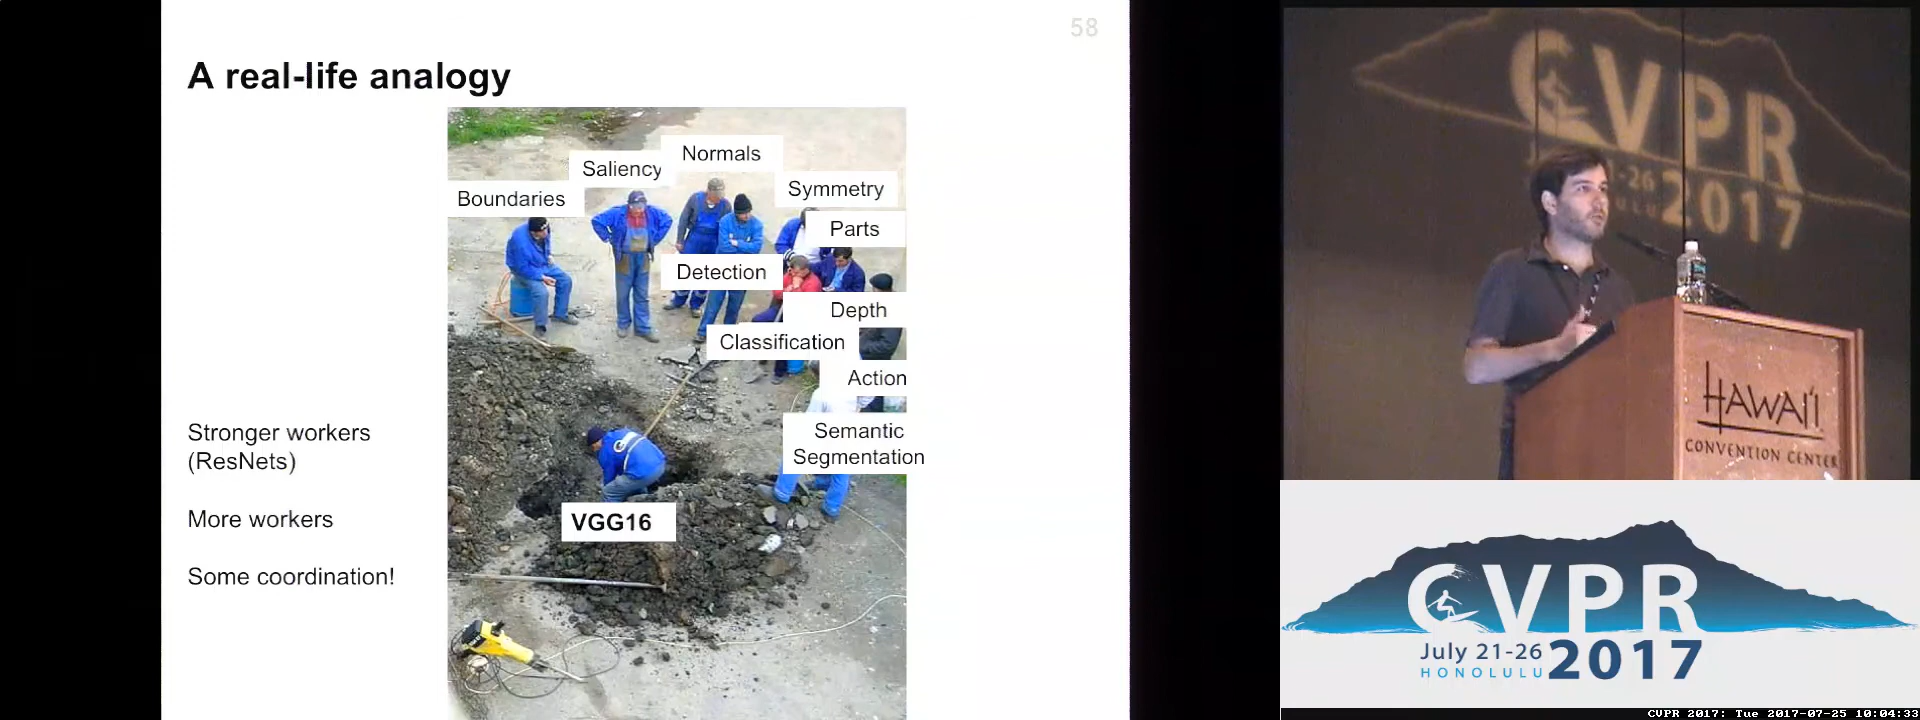 58
A real-life analogy
Normals
Saliency
Symmetry
Boundaries
Parts
Detection
Depth
Classification
Action
Semantic
Segmentation
VGG16
Stronger workers
(ResNets)
More workers
Some coordination!
CVPR
2017
HAWAI'I
CONVENTION CENTER
CVPR
July 21-26
HONOLULU
2017
CVPR 2017: Tue 2017-07-25 10:04:33